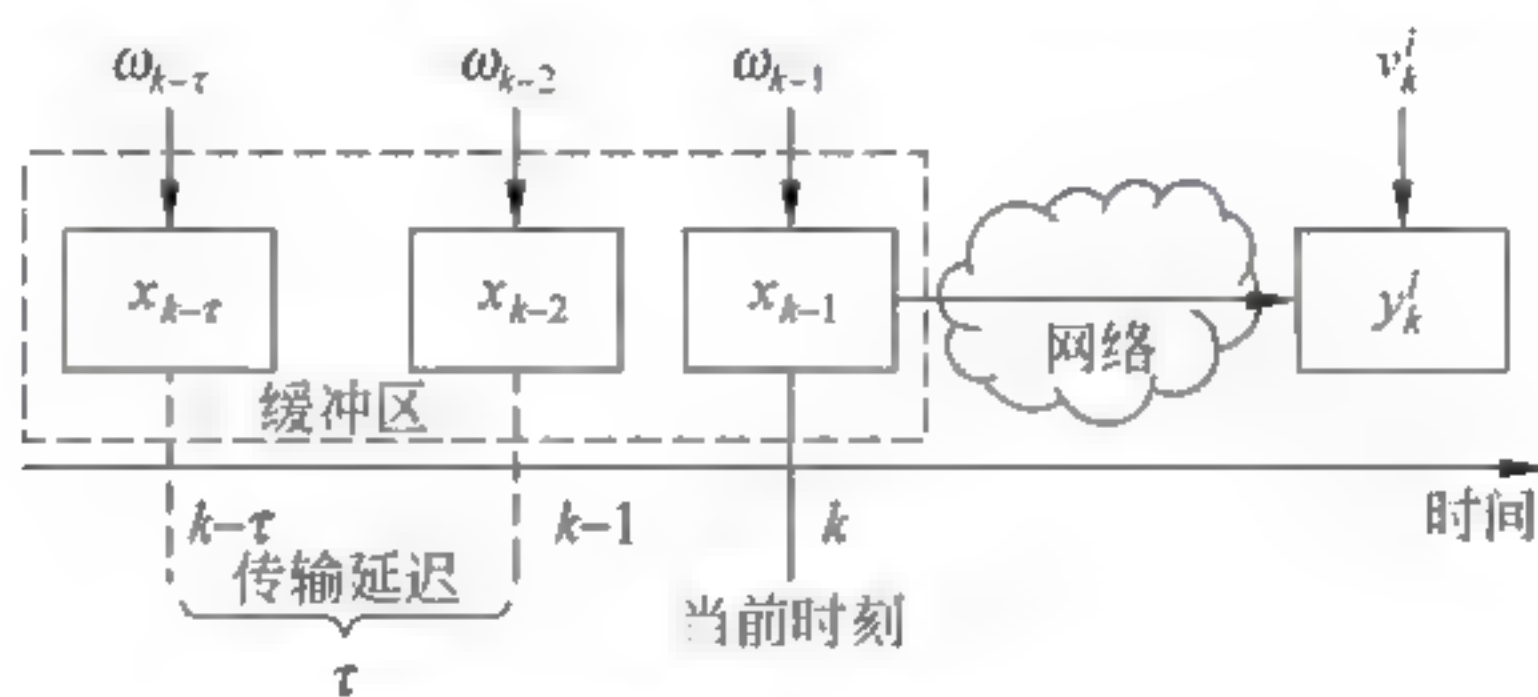 ω_{k-τ} ω_{k-2} ω_{k-1} v_k^i
x_{k-τ} x_{k-2} x_{k-1} y_k^i
网络
缓冲区
时间
k-τ k-1 k
传输延迟
当前时刻
τ